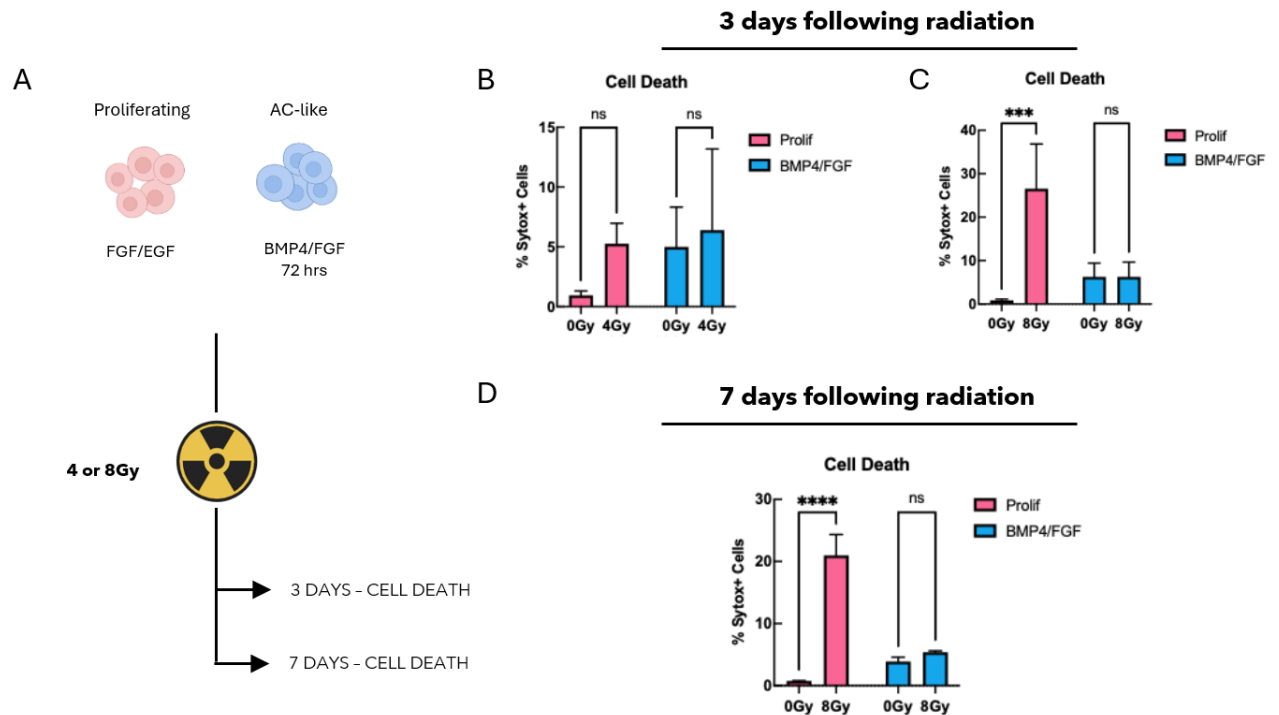 3 days following radiation
A
Proliferating
AC-like
FGF/EGF
BMP4/FGF
72 hrs
4 or 8Gy
3 DAYS – CELL DEATH
7 DAYS – CELL DEATH
B
Cell Death
ns
ns
15
10
5
0
% Sytox+ Cells
0Gy 4Gy 0Gy 4Gy
Prolif
BMP4/FGF
C
Cell Death
***
ns
40
30
20
10
0
% Sytox+ Cells
0Gy 8Gy 0Gy 8Gy
Prolif
BMP4/FGF
D
7 days following radiation
Cell Death
****
ns
30
20
10
0
% Sytox+ Cells
0Gy 8Gy 0Gy 8Gy
Prolif
BMP4/FGF